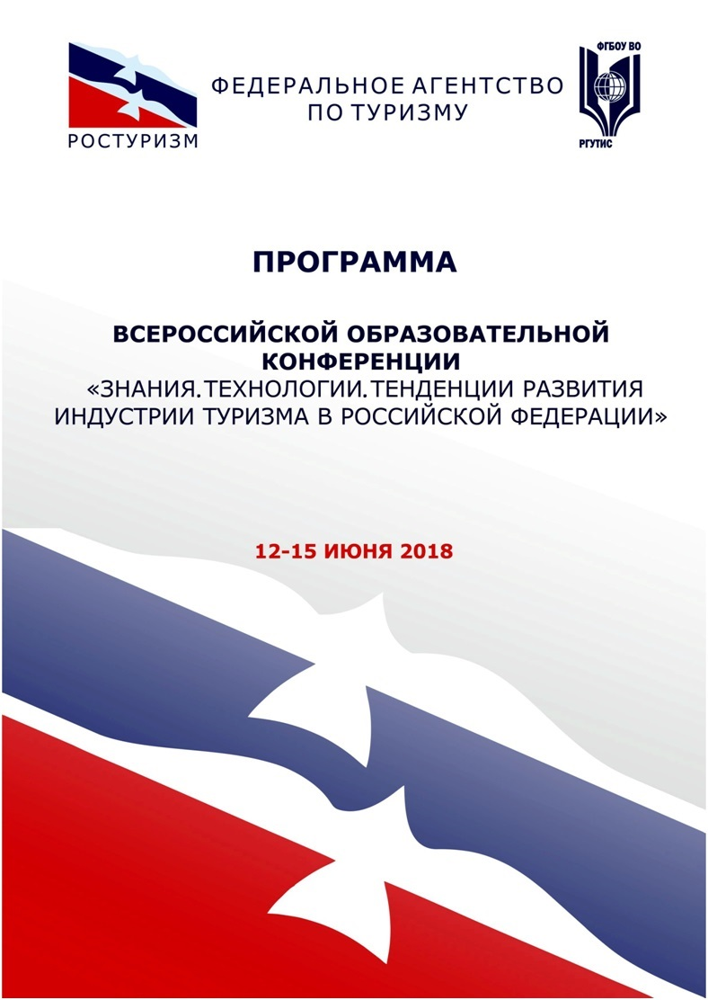 ФЕДЕРАЛЬНОЕ АГЕНТСТВО
ПО ТУРИЗМУ
РОСТУРИЗМ
ФГБОУ ВО
РГУТИС
ПРОГРАММА
ВСЕРОССИЙСКОЙ ОБРАЗОВАТЕЛЬНОЙ
КОНФЕРЕНЦИИ
«ЗНАНИЯ.ТЕХНОЛОГИИ.ТЕНДЕНЦИИ РАЗВИТИЯ
ИНДУСТРИИ ТУРИЗМА В РОССИЙСКОЙ ФЕДЕРАЦИИ»
12-15 ИЮНЯ 2018